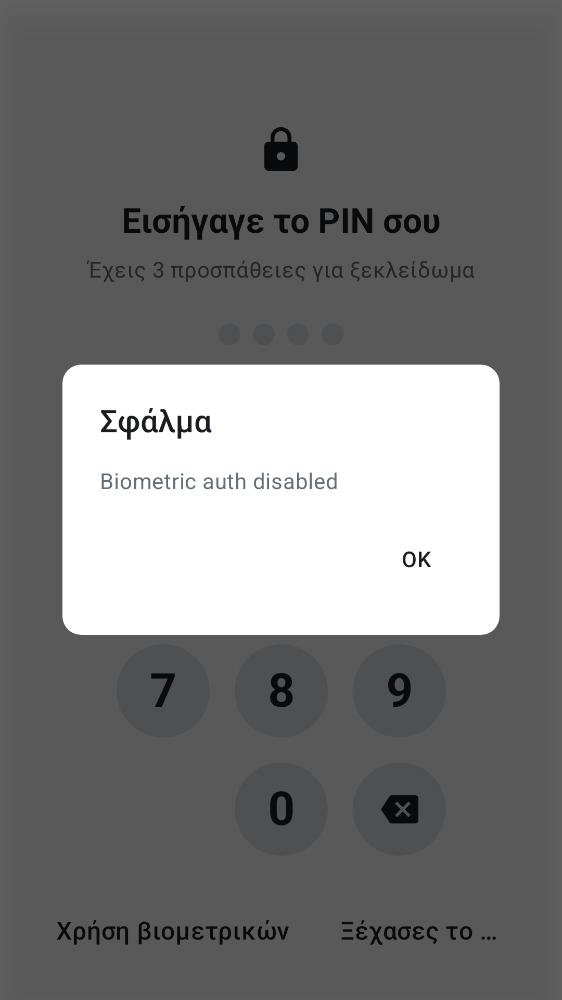 Εισήγαγε το PIN σου
Έχεις 3 προσπάθειες για ξεκλείδωμα
Σφάλμα
Biometric auth disabled
OK
7 8 9
0
Χρήση βιομετρικών Ξέχασες το ...